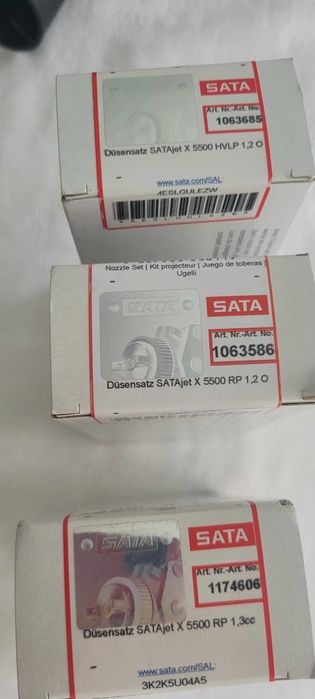 SATA
Art. Nr.-Art. No.
1063685
Düsensatz SATAjet X 5500 HVLP 1,2 O
www.sata.com/SAL:
4ESLGULEZW
Nozzle Set | Kit projecteur | Juego de toberas
Ugelli
SATA
SATA
Art. Nr.-Art. No.
1063586
Düsensatz SATAjet X 5500 RP 1,2 O
SATA
SATA
Art. Nr.-Art. No.
1174606
Düsensatz SATAjet X 5500 RP 1,3cc
www.sata.com/SAL:
3K2K5U04A5